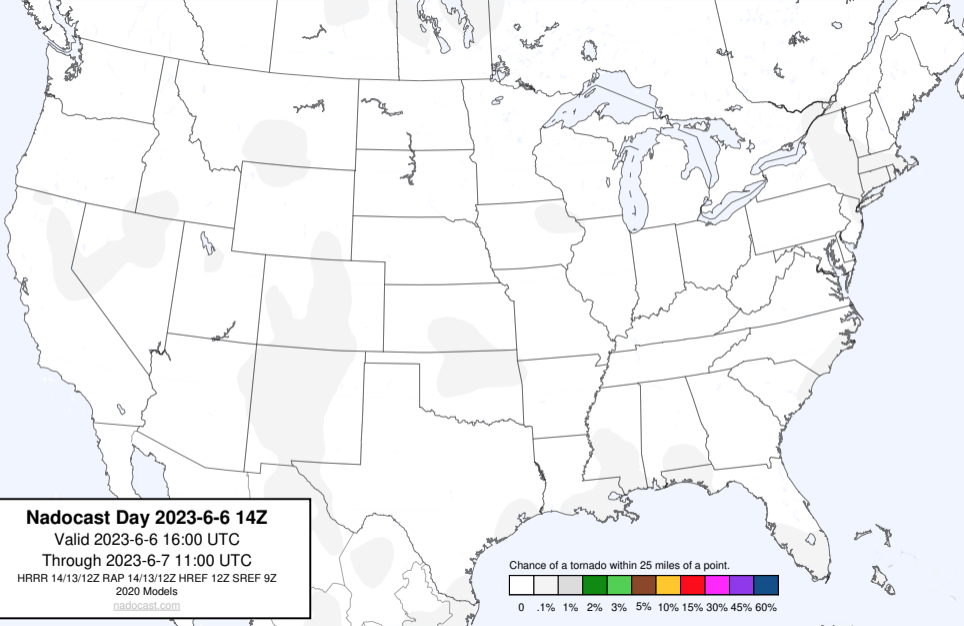 Nadocast Day 2023-6-6 14Z
Valid 2023-6-6 16:00 UTC
Through 2023-6-7 11:00 UTC
HRRR 14/13/12Z RAP 14/13/12Z HREF 12Z SREF 9Z
2020 Models
nadocast.com
Chance of a tornado within 25 miles of a point.
0 .1% 1% 2% 3% 5% 10% 15% 30% 45% 60%